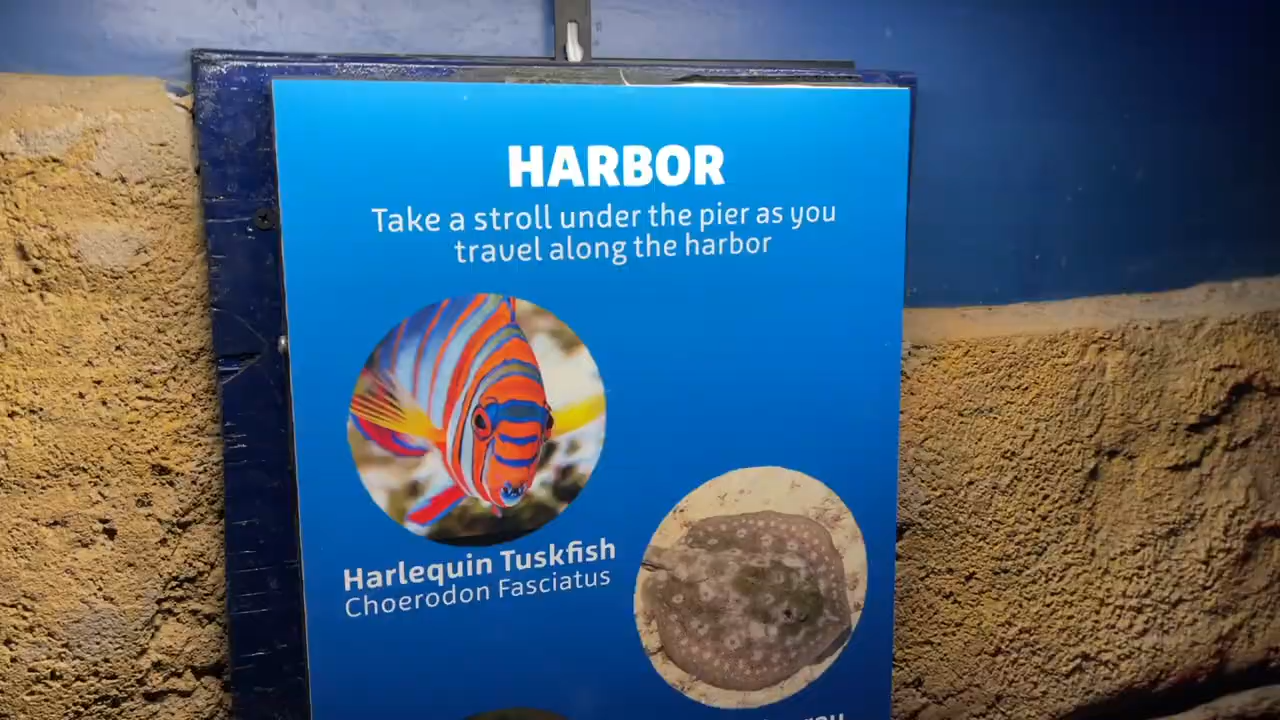 HARBOR
Take a stroll under the pier as you
travel along the harbor
Harlequin Tuskfish
Choerodon Fasciatus